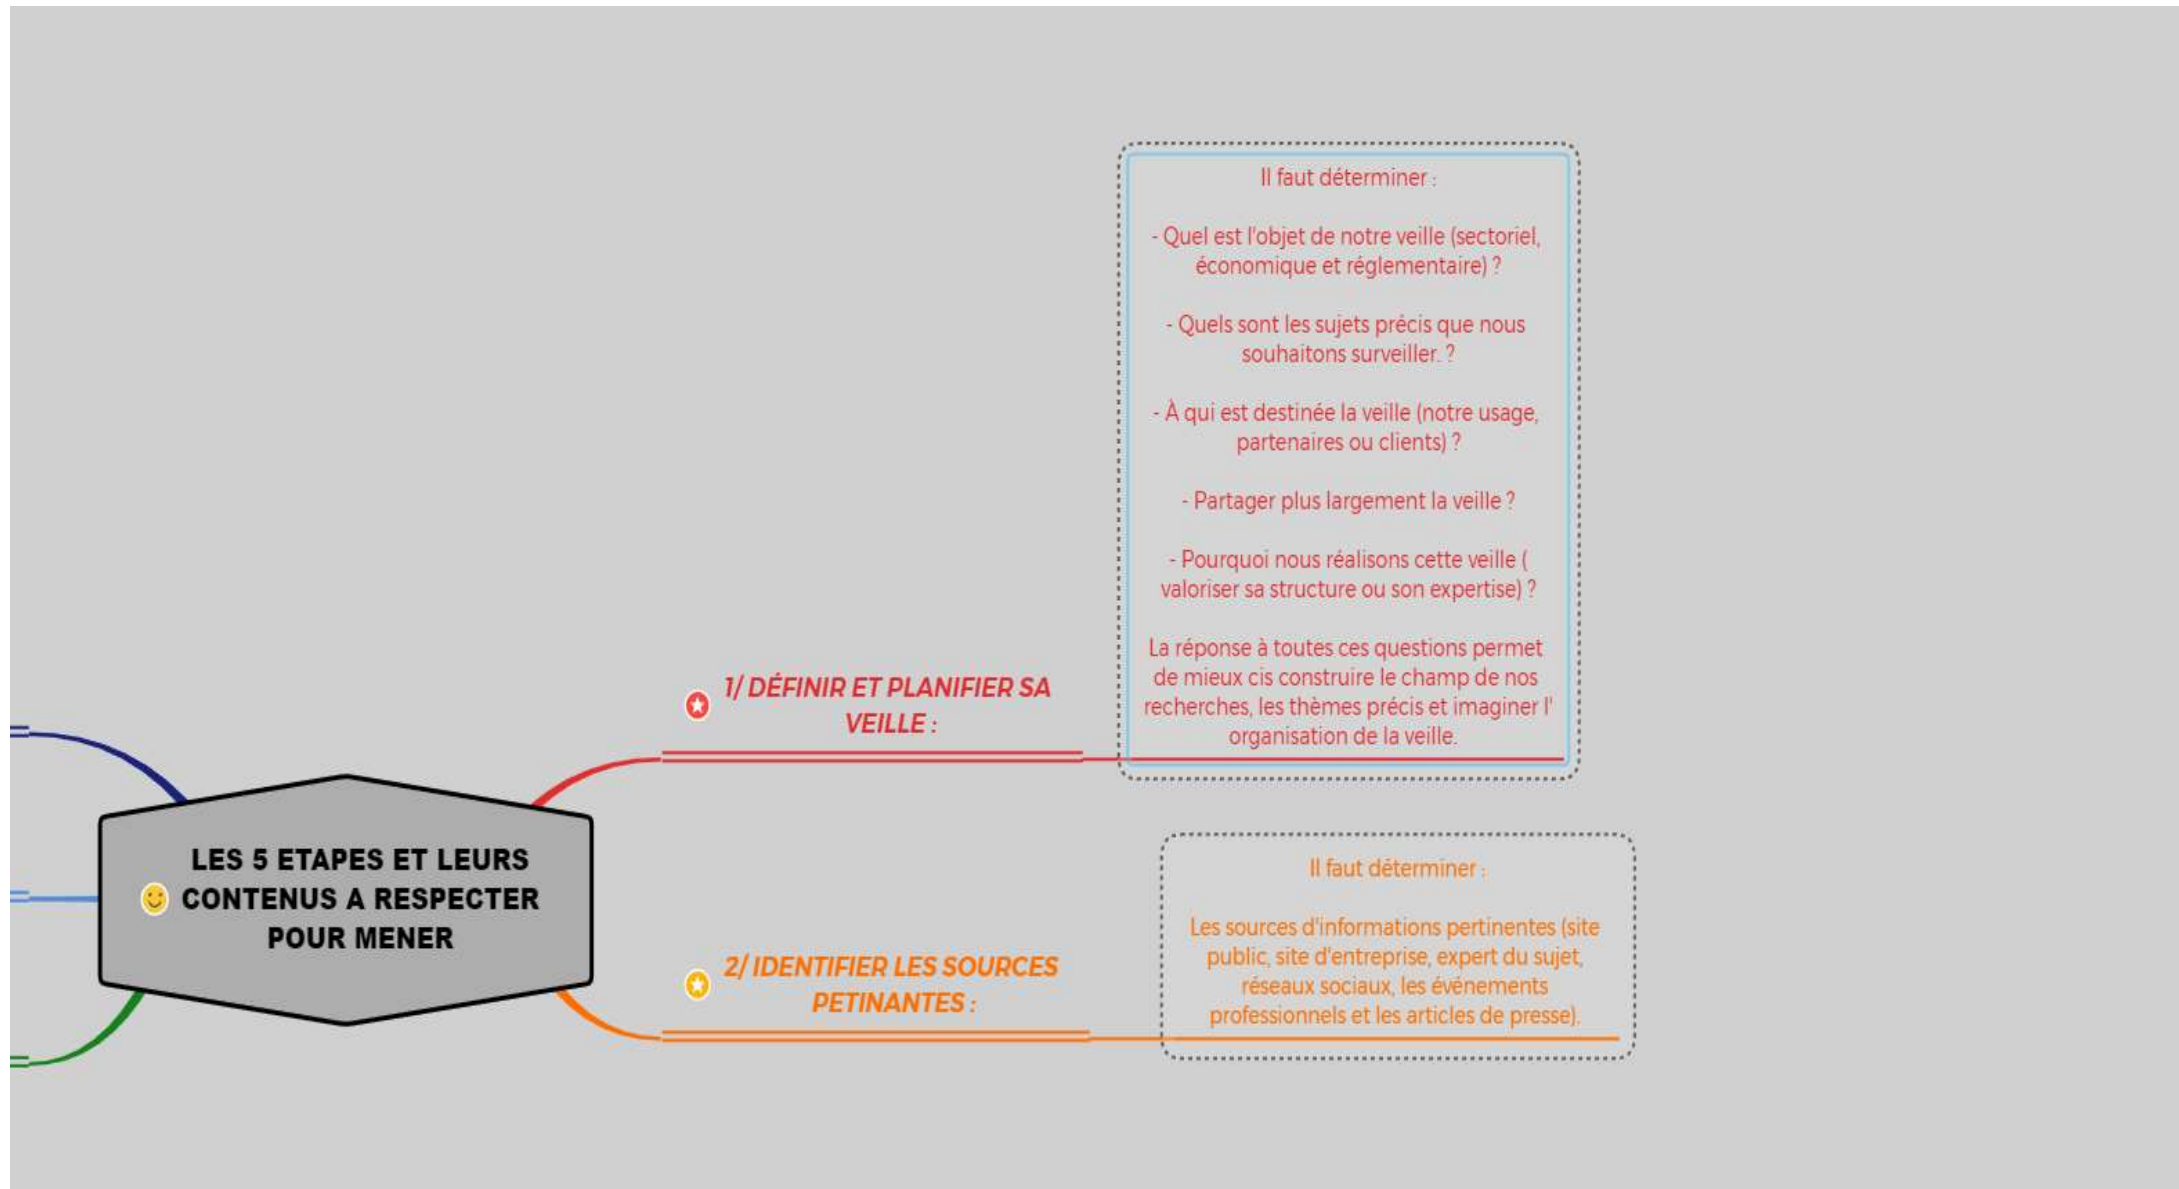 LES 5 ETAPES ET LEURS
CONTENUS A RESPECTER
POUR MENER
1/ DÉFINIR ET PLANIFIER SA
VEILLE :
Il faut déterminer :
- Quel est l'objet de notre veille (sectoriel,
économique et réglementaire) ?
- Quels sont les sujets précis que nous
souhaitons surveiller. ?
- À qui est destinée la veille (notre usage,
partenaires ou clients) ?
- Partager plus largement la veille ?
- Pourquoi nous réalisons cette veille (
valoriser sa structure ou son expertise) ?
La réponse à toutes ces questions permet
de mieux cis construire le champ de nos
recherches, les thèmes précis et imaginer l'
organisation de la veille.
2/ IDENTIFIER LES SOURCES
PETINANTES :
Il faut déterminer :
Les sources d'informations pertinentes (site
public, site d'entreprise, expert du sujet,
réseaux sociaux, les événements
professionnels et les articles de presse).